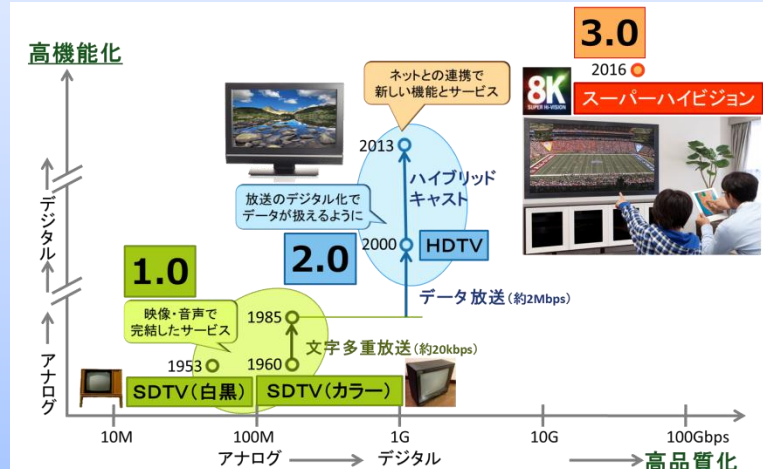 高機能化
3.0
2016
8K
SUPER Hi-VISION
スーパーハイビジョン
ネットとの連携で
新しい機能とサービス
2013
ハイブリッド
キャスト
放送のデジタル化で
データが扱えるように
2.0
2000
HDTV
データ放送(約2Mbps)
1.0
映像・音声で
完結したサービス
1985
文字多重放送(約20kbps)
1953
1960
SDTV(白黒)
SDTV(カラー)
アナログ → デジタル
10M
100M
1G
10G
100Gbps
アナログ → デジタル → 高品質化